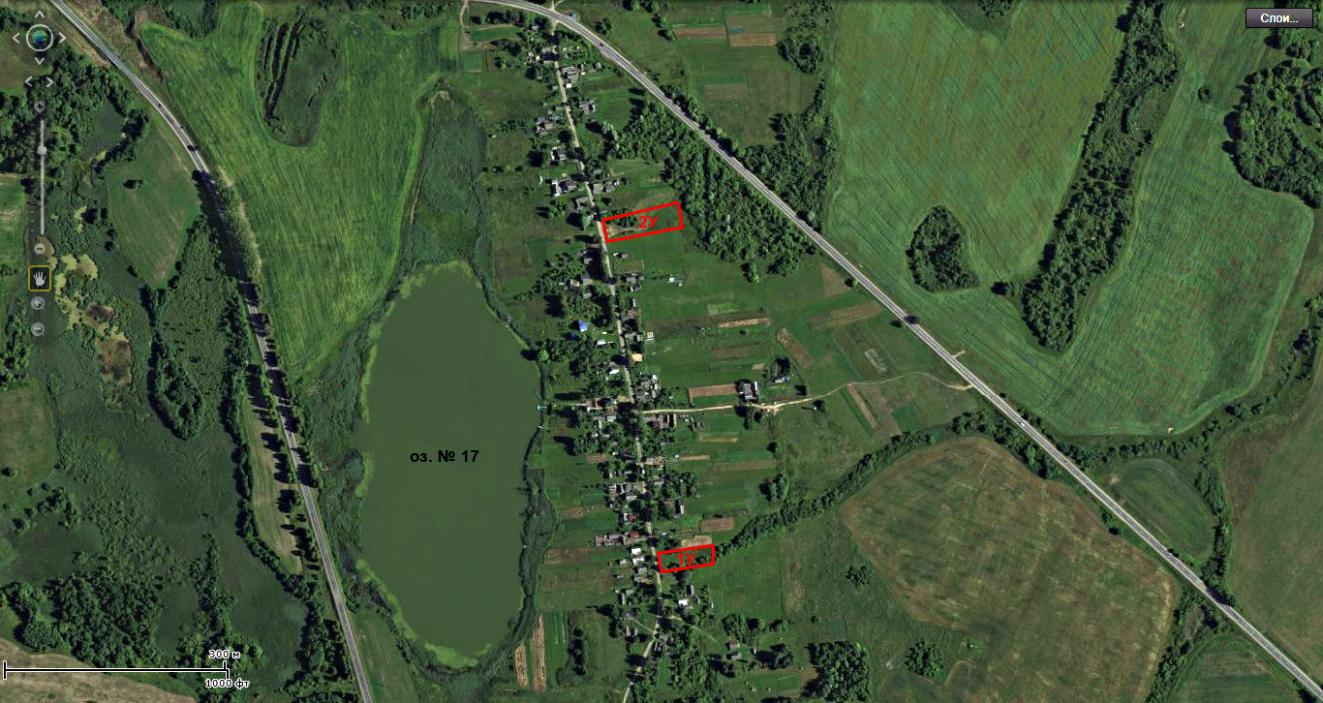 Слои...
2У
оз. № 17
1У
300 м
1000 фт